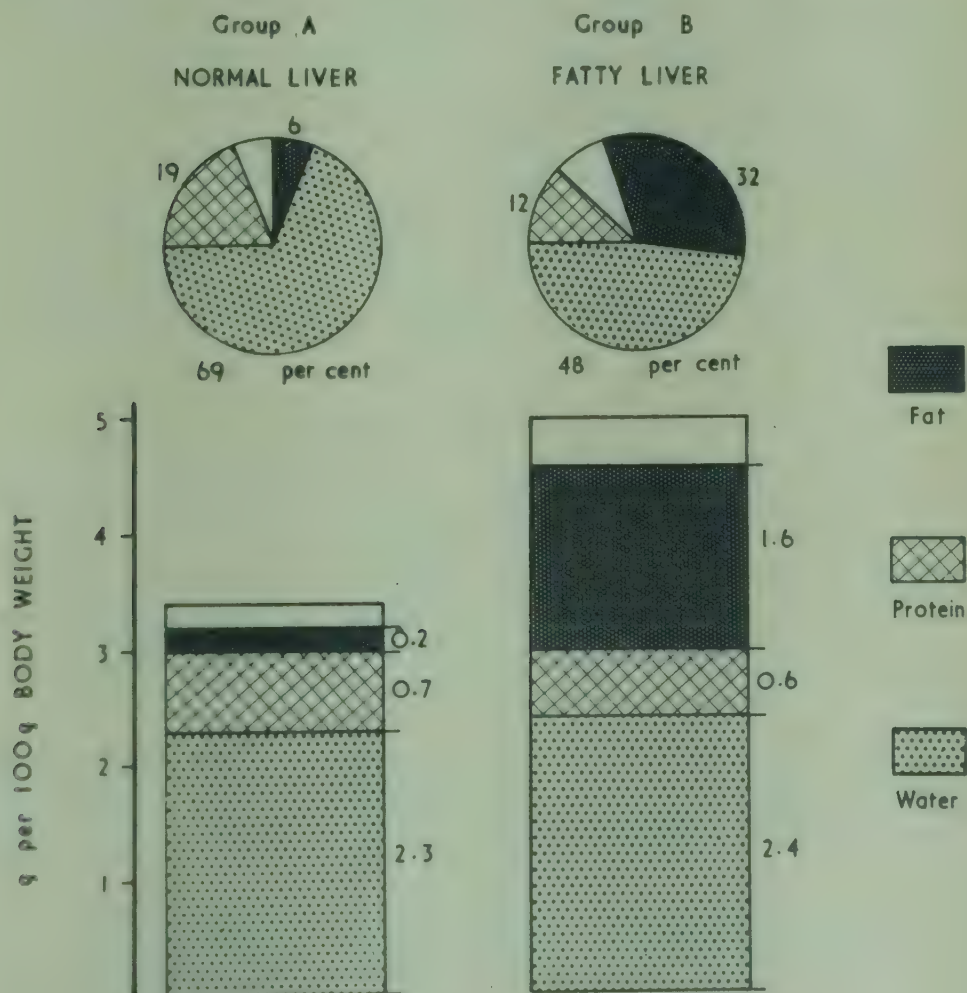 Group A
NORMAL LIVER
6
19
69 per cent
Group B
FATTY LIVER
32
12
48 per cent
g per 100g BODY WEIGHT
5
4
3
2
1
0.2
0.7
2.3
1.6
0.6
2.4
Fat
Protein
Water